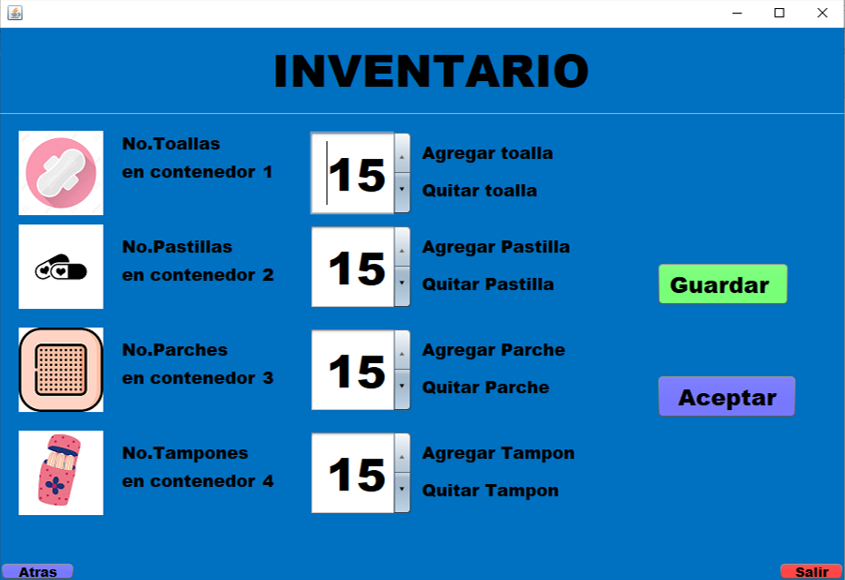 INVENTARIO
No.Toallas
en contenedor 1
15
Agregar toalla
Quitar toalla
No.Pastillas
en contenedor 2
15
Agregar Pastilla
Quitar Pastilla
Guardar
No.Parches
en contenedor 3
15
Agregar Parche
Quitar Parche
Aceptar
No.Tampones
en contenedor 4
15
Agregar Tampon
Quitar Tampon
Atras
Salir